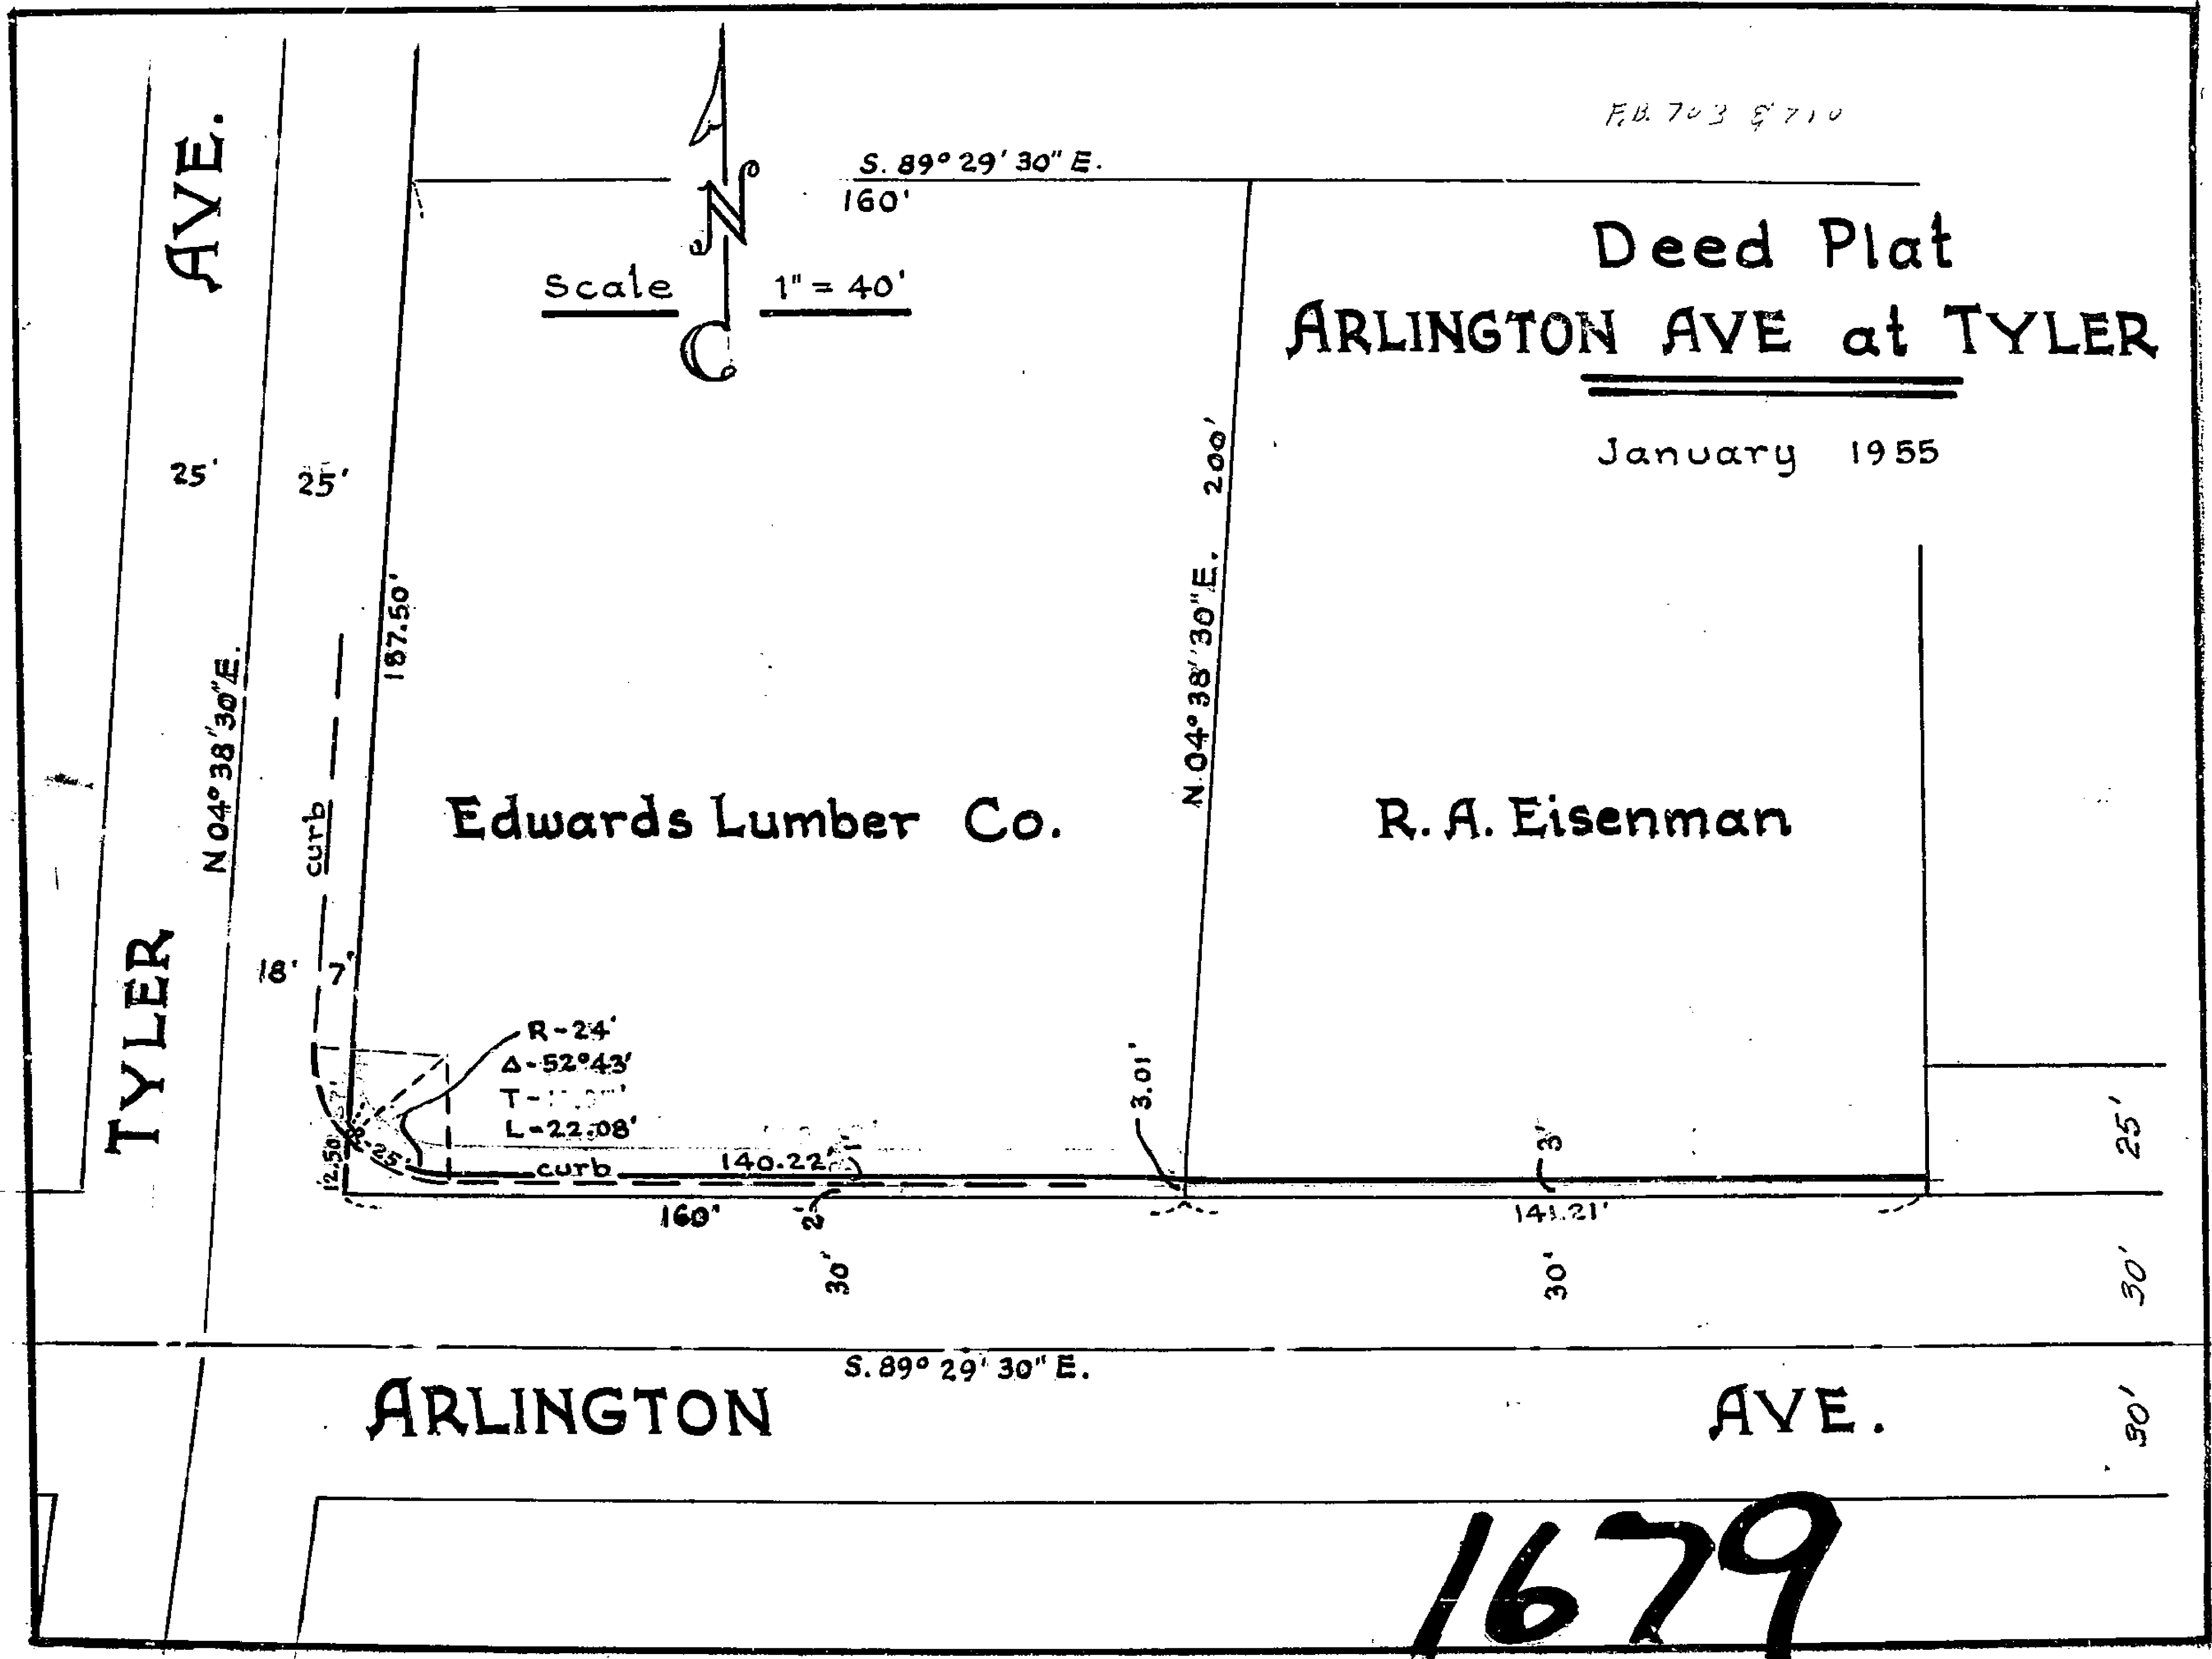 F.B. 703 & 710
S. 89° 29' 30" E.
160'
Deed Plat
ARLINGTON AVE at TYLER
January 1955
N
Scale 1" = 40'
TYLER AVE.
25'
25'
187.50'
N 04° 38' 30" E.
curb
18'
7'
N. 04° 38' 30" E. 200'
Edwards Lumber Co.
R. A. Eisenman
R-24'
Δ-52°43'
L-22.08'
12.50
25'
curb
140.22'
3.01'
3'
25'
160'
2'
141.21'
30'
30'
30'
S. 89° 29' 30" E.
ARLINGTON AVE.
30'
1679